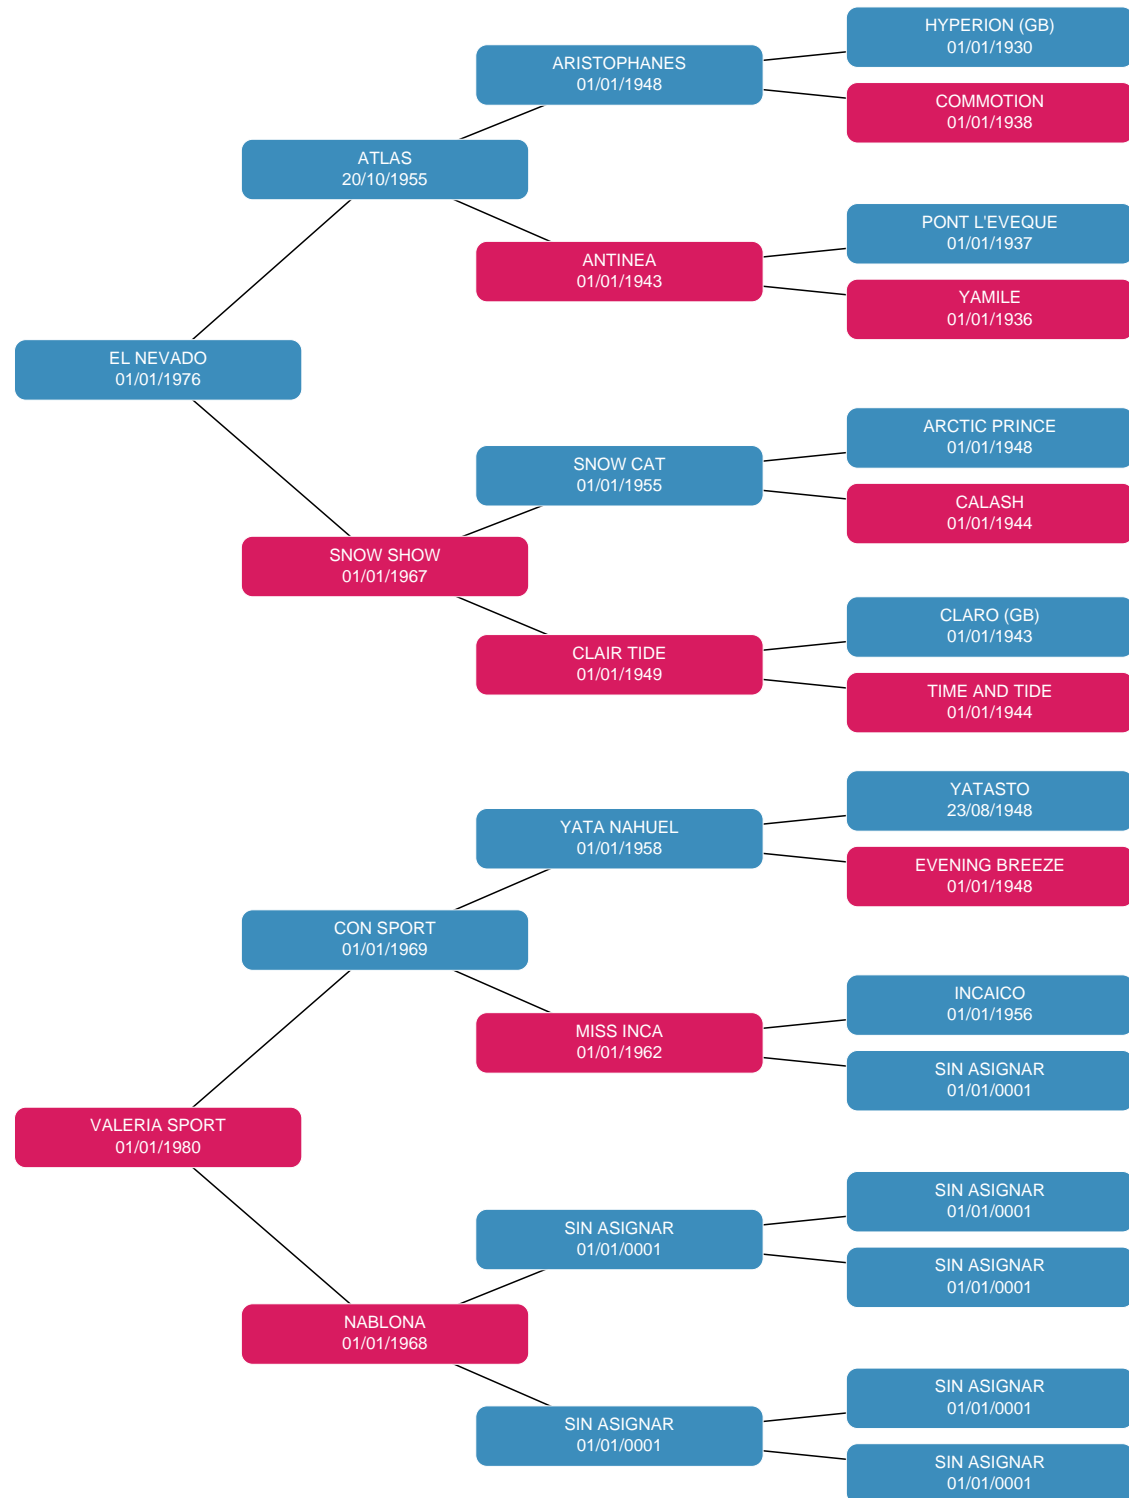 HYPERION (GB)
01/01/1930
ARISTOPHANES
01/01/1948
COMMOTION
01/01/1938
ATLAS
20/10/1955
PONT L'EVEQUE
01/01/1937
ANTINEA
01/01/1943
YAMILE
01/01/1936
EL NEVADO
01/01/1976
ARCTIC PRINCE
01/01/1948
SNOW CAT
01/01/1955
CALASH
01/01/1944
SNOW SHOW
01/01/1967
CLARO (GB)
01/01/1943
CLAIR TIDE
01/01/1949
TIME AND TIDE
01/01/1944
YATASTO
23/08/1948
YATA NAHUEL
01/01/1958
EVENING BREEZE
01/01/1948
CON SPORT
01/01/1969
INCAICO
01/01/1956
MISS INCA
01/01/1962
SIN ASIGNAR
01/01/0001
VALERIA SPORT
01/01/1980
SIN ASIGNAR
01/01/0001
SIN ASIGNAR
01/01/0001
SIN ASIGNAR
01/01/0001
NABLONA
01/01/1968
SIN ASIGNAR
01/01/0001
SIN ASIGNAR
01/01/0001
SIN ASIGNAR
01/01/0001